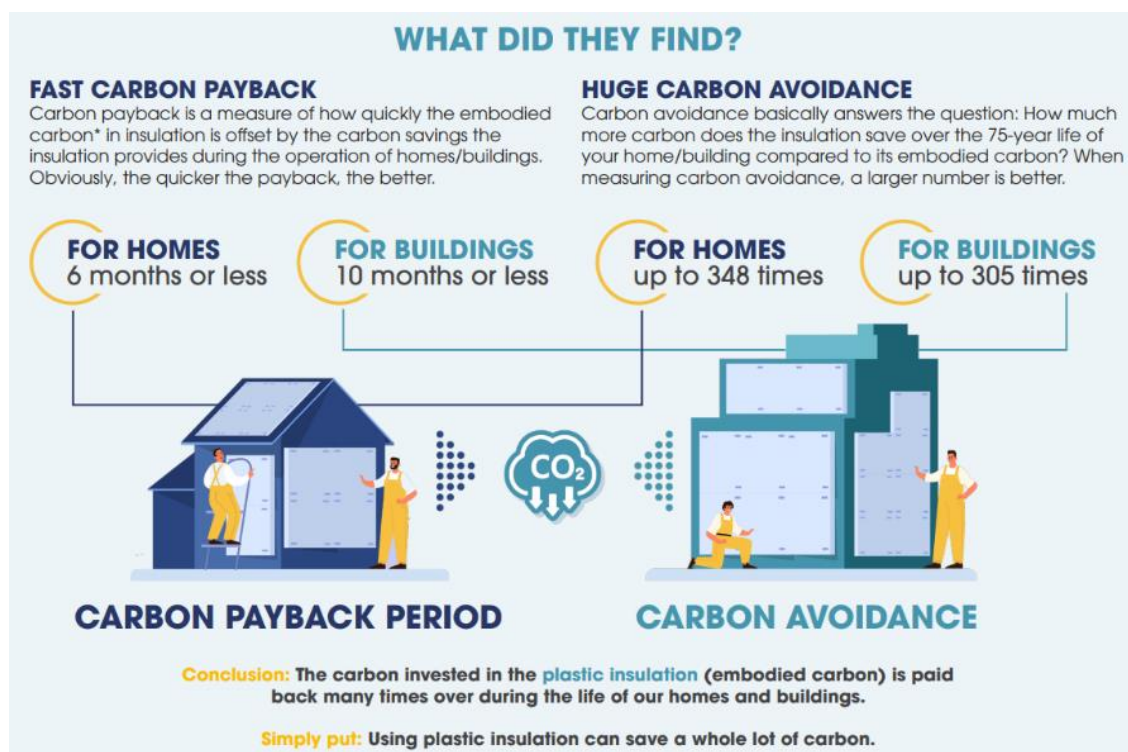 WHAT DID THEY FIND?
FAST CARBON PAYBACK
Carbon payback is a measure of how quickly the embodied
carbon* in insulation is offset by the carbon savings the
insulation provides during the operation of homes/buildings.
Obviously, the quicker the payback, the better.
HUGE CARBON AVOIDANCE
Carbon avoidance basically answers the question: How much
more carbon does the insulation save over the 75-year life of
your home/building compared to its embodied carbon? When
measuring carbon avoidance, a larger number is better.
FOR HOMES
6 months or less
FOR BUILDINGS
10 months or less
FOR HOMES
up to 348 times
FOR BUILDINGS
up to 305 times
CO2
CARBON PAYBACK PERIOD
CARBON AVOIDANCE
Conclusion: The carbon invested in the plastic insulation (embodied carbon) is paid
back many times over during the life of our homes and buildings.
Simply put: Using plastic insulation can save a whole lot of carbon.